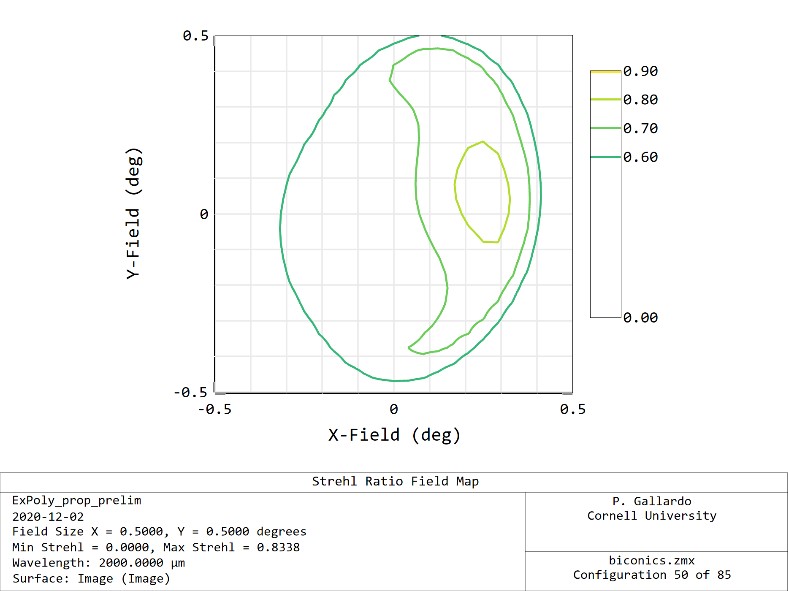 0.5
0
-0.5
Y-Field (deg)
-0.5
0
0.5
X-Field (deg)
0.90
0.80
0.70
0.60
0.00
Strehl Ratio Field Map
ExPoly_prop_prelim
2020-12-02
Field Size X = 0.5000, Y = 0.5000 degrees
Min Strehl = 0.0000, Max Strehl = 0.8338
Wavelength: 2000.0000 µm
Surface: Image (Image)
P. Gallardo
Cornell University
biconics.zmx
Configuration 50 of 85